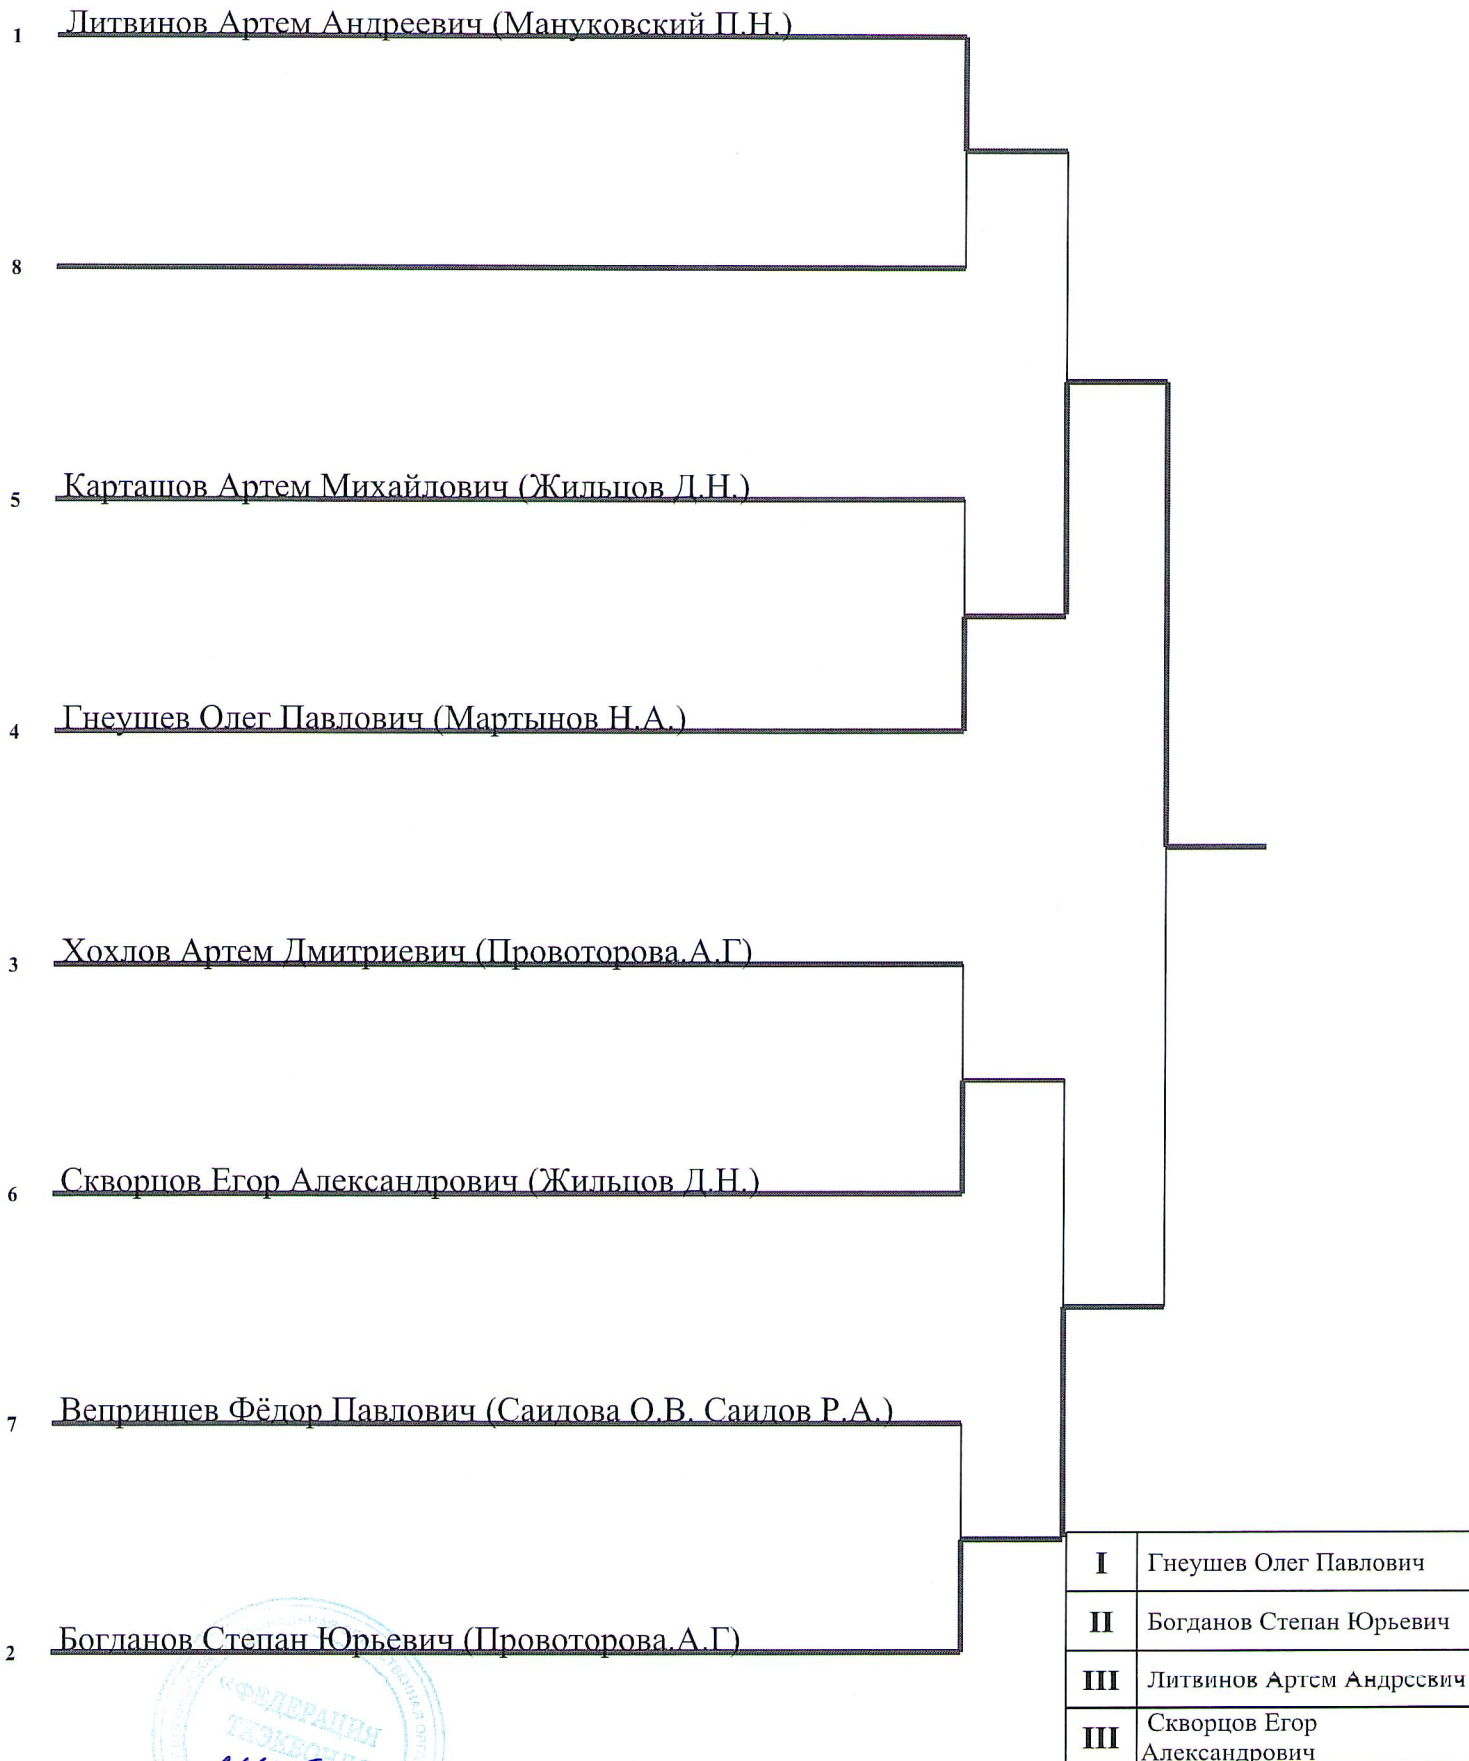 1 Литвинов Артем Андреевич (Мануковский П.Н.)
8
5 Карташов Артем Михайлович (Жильцов Д.Н.)
4 Гнеушев Олег Павлович (Мартынов Н.А.)
3 Хохлов Артем Дмитриевич (Провоторова.А.Г)
6 Скворцов Егор Александрович (Жильцов Д.Н.)
7 Вепринцев Фёдор Павлович (Саидова О.В. Саидов Р.А.)
2 Богданов Степан Юрьевич (Провоторова.А.Г)
I Гнеушев Олег Павлович
II Богданов Степан Юрьевич
III Литвинов Артем Андреевич
III Скворцов Егор
Александрович
«ФЕДЕРАЦИЯ